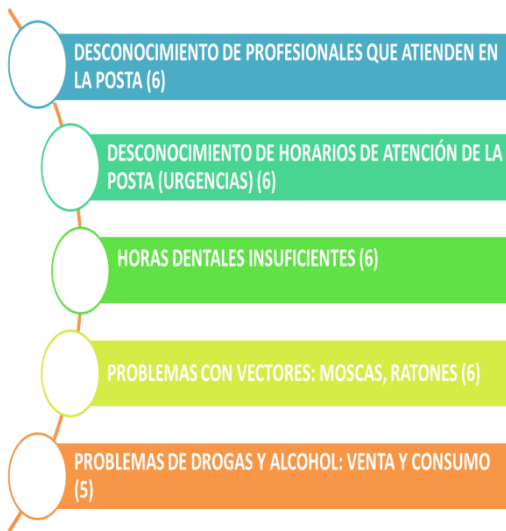 DESCONOCIMIENTO DE PROFESIONALES QUE ATIENDEN EN
LA POSTA (6)
DESCONOCIMIENTO DE HORARIOS DE ATENCIÓN DE LA
POSTA (URGENCIAS) (6)
HORAS DENTALES INSUFICIENTES (6)
PROBLEMAS CON VECTORES: MOSCAS, RATONES (6)
PROBLEMAS DE DROGAS Y ALCOHOL: VENTA Y CONSUMO
(5)